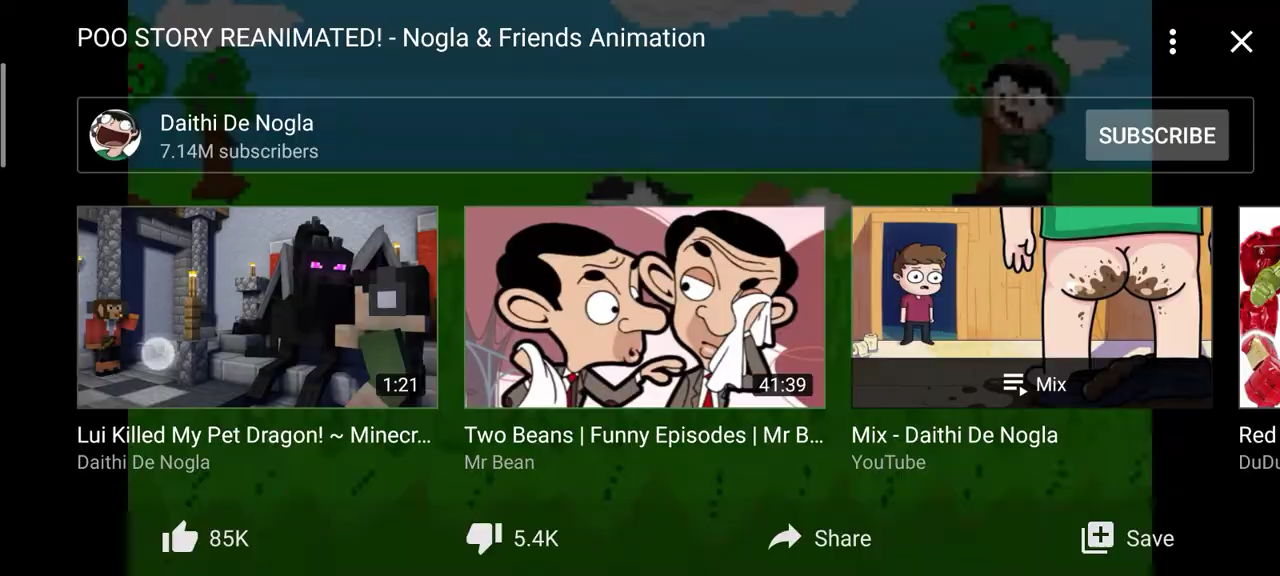 POO STORY REANIMATED! - Nogla & Friends Animation
Daithi De Nogla
7.14M subscribers
SUBSCRIBE
1:21
41:39
Mix
Lui Killed My Pet Dragon! ~ Minecr...
Two Beans | Funny Episodes | Mr B...
Mix - Daithi De Nogla
Red
Daithi De Nogla
Mr Bean
YouTube
DuDu
85K
5.4K
Share
Save